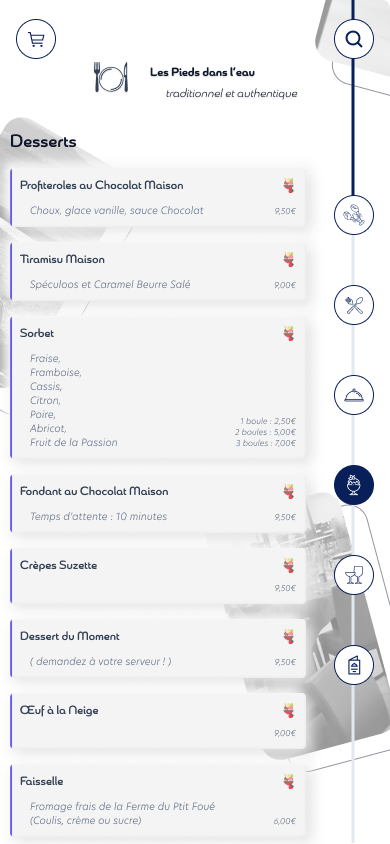 Les Pieds dans l'eau
traditionnel et authentique
Desserts
Profiteroles au Chocolat Maison
Choux, glace vanille, sauce Chocolat
9,50€
Tiramisu Maison
Spéculoos et Caramel Beurre Salé
9,00€
Sorbet
Fraise,
Framboise,
Cassis,
Citron,
Poire,
Abricot,
Fruit de la Passion
1 boule : 2,50€
2 boules : 5,00€
3 boules : 7,00€
Fondant au Chocolat Maison
Temps d'attente : 10 minutes
9,50€
Crèpes Suzette
9,50€
Dessert du Moment
( demandez à votre serveur ! )
9,50€
Œuf à la Neige
9,00€
Faisselle
Fromage frais de la Ferme du Ptit Foué
(Coulis, crème ou sucre)
6,00€